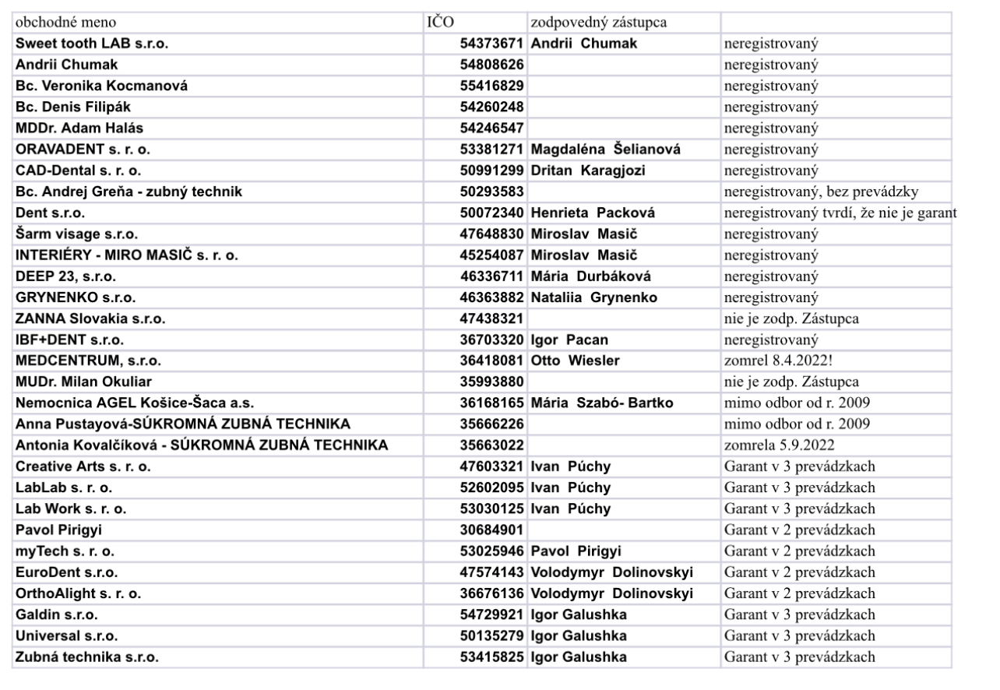 obchodné meno IČO zodpovedný zástupca
Sweet tooth LAB s.r.o. 54373671 Andrii Chumak neregistrovaný
Andrii Chumak 54808626 neregistrovaný
Bc. Veronika Kocmanová 55416829 neregistrovaný
Bc. Denis Filipák 54260248 neregistrovaný
MDDr. Adam Halás 54246547 neregistrovaný
ORAVADENT s. r. o. 53381271 Magdaléna Šelianová neregistrovaný
CAD-Dental s. r. o. 50991299 Dritan Karagjozi neregistrovaný
Bc. Andrej Greňa - zubný technik 50293583 neregistrovaný, bez prevádzky
Dent s.r.o. 50072340 Henrieta Packová neregistrovaný tvrdí, že nie je garant
Šarm visage s.r.o. 47648830 Miroslav Masič neregistrovaný
INTERIÉRY - MIRO MASIČ s. r. o. 45254087 Miroslav Masič neregistrovaný
DEEP 23, s.r.o. 46336711 Mária Durbáková neregistrovaný
GRYNENKO s.r.o. 46363882 Nataliia Grynenko neregistrovaný
ZANNA Slovakia s.r.o. 47438321 nie je zodp. Zástupca
IBF+DENT s.r.o. 36703320 Igor Pacan neregistrovaný
MEDCENTRUM, s.r.o. 36418081 Otto Wiesler zomrel 8.4.2022!
MUDr. Milan Okuliar 35993880 nie je zodp. Zástupca
Nemocnica AGEL Košice-Šaca a.s. 36168165 Mária Szabó- Bartko mimo odbor od r. 2009
Anna Pustayová-SÚKROMNÁ ZUBNÁ TECHNIKA 35666226 mimo odbor od r. 2009
Antonia Kovalčíková - SÚKROMNÁ ZUBNÁ TECHNIKA 35663022 zomrela 5.9.2022
Creative Arts s. r. o. 47603321 Ivan Púchy Garant v 3 prevádzkach
LabLab s. r. o. 52602095 Ivan Púchy Garant v 3 prevádzkach
Lab Work s. r. o. 53030125 Ivan Púchy Garant v 3 prevádzkach
Pavol Pirigyi 30684901 Garant v 2 prevádzkach
myTech s. r. o. 53025946 Pavol Pirigyi Garant v 2 prevádzkach
EuroDent s.r.o. 47574143 Volodymyr Dolinovskyi Garant v 2 prevádzkach
OrthoAlight s. r. o. 36676136 Volodymyr Dolinovskyi Garant v 2 prevádzkach
Galdin s.r.o. 54729921 Igor Galushka Garant v 3 prevádzkach
Universal s.r.o. 50135279 Igor Galushka Garant v 3 prevádzkach
Zubná technika s.r.o. 53415825 Igor Galushka Garant v 3 prevádzkach